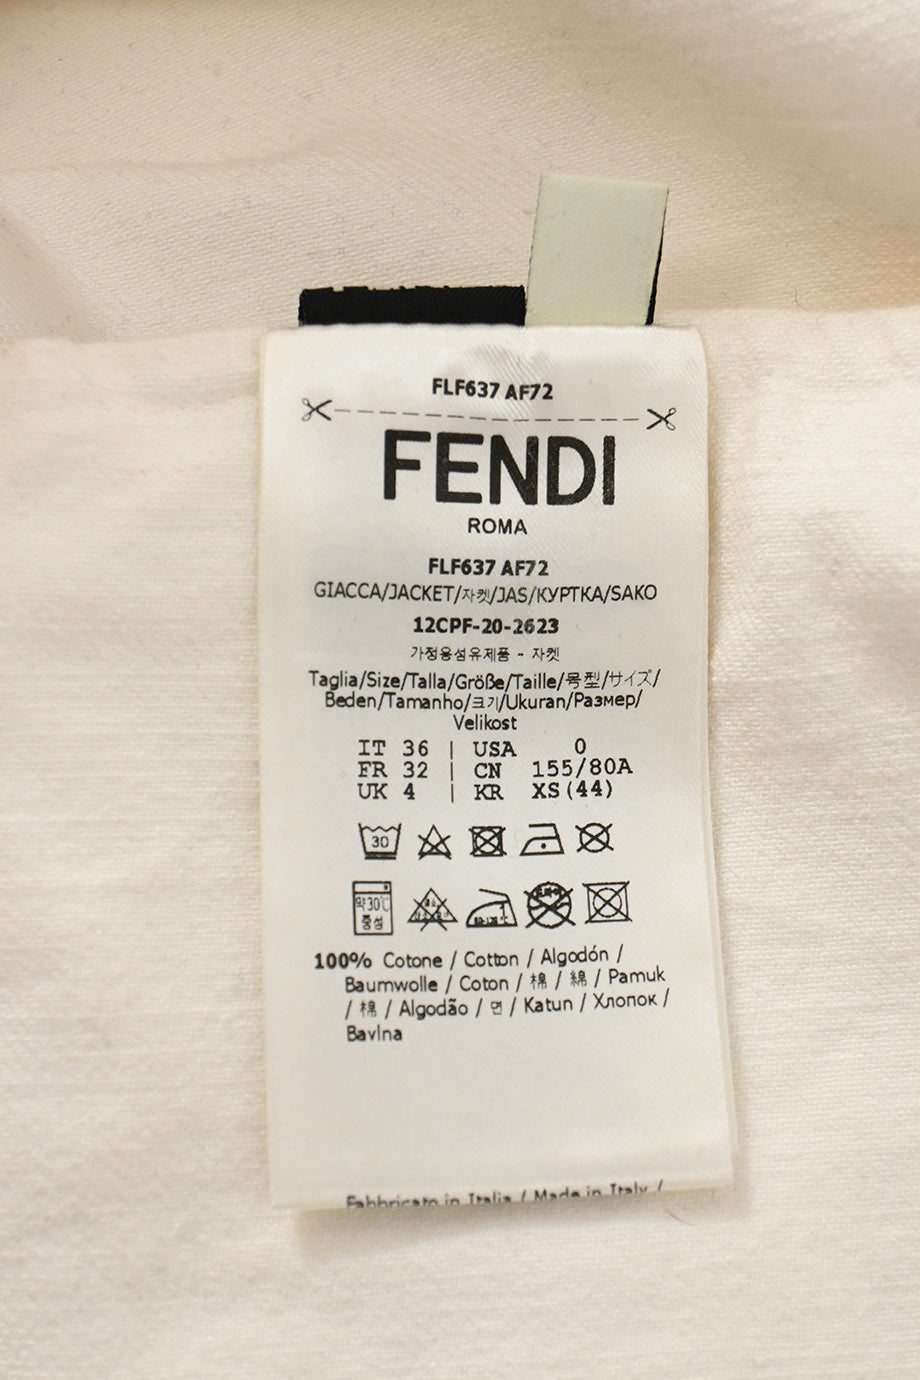 FLF637 AF72
FENDI
ROMA
FLF637 AF72
GIACCA/JACKET/자켓/JAS/КУРТКА/SAKO
12CPF-20-2623
가정용섬유제품 - 자켓
Taglia/Size/Talla/Größe/Taille/号型/サイズ/
Beden/Tamanho/크기/Ukuran/Размер/
Velikost
IT 36 | USA 0
FR 32 | CN 155/80A
UK 4 | KR XS(44)
30
약30℃
중성
100% Cotone / Cotton / Algodón /
Baumwolle / Coton / 棉 / 綿 / Pamuk
/ 棉 / Algodão / 면 / Katun / Хлопок /
Bavlna
Fabbricato in Italia / Made in Italy /